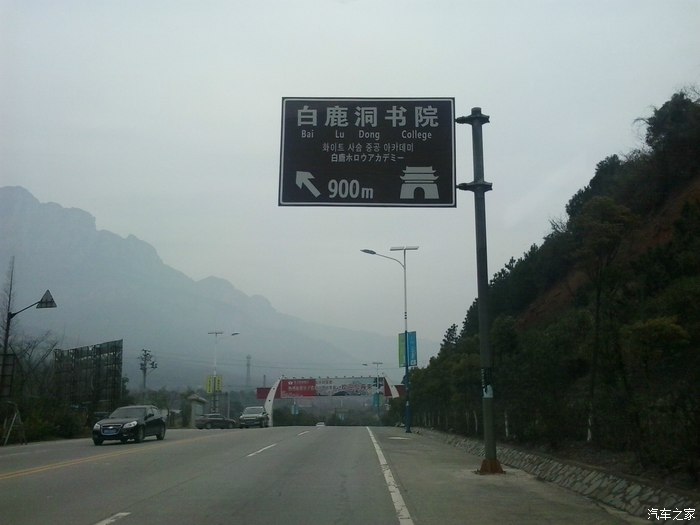 白鹿洞书院
Bai Lu Dong College
화이트 사슴 중공 아카데미
白鹿ホロウアカデミー
900m
汽车之家